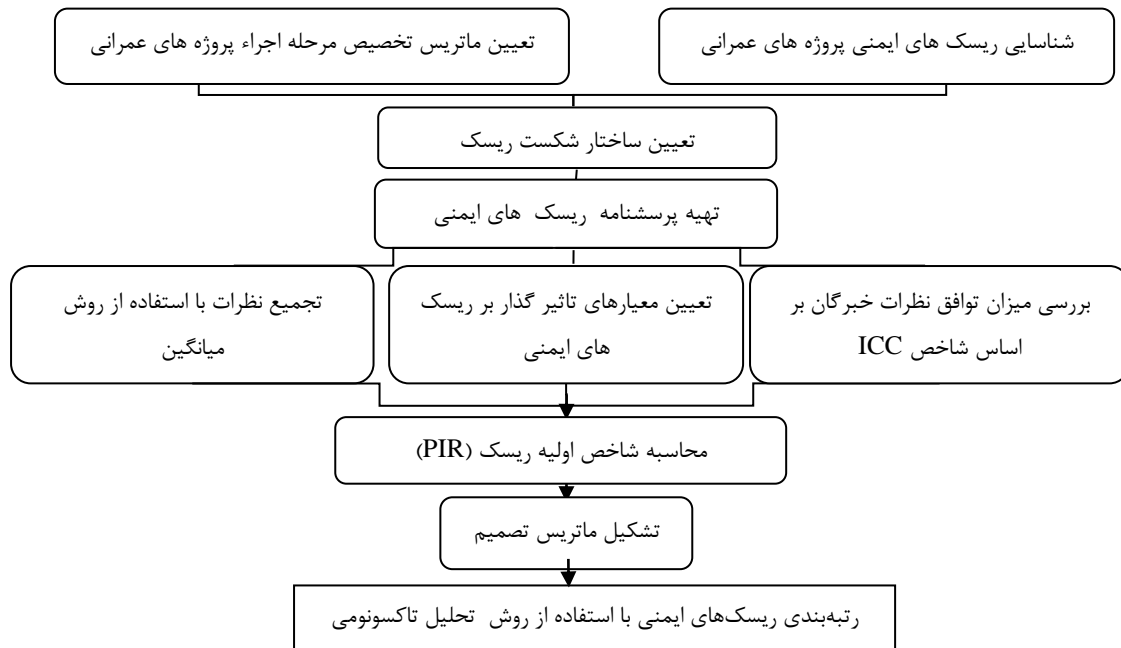 شناسایی ریسک های ایمنی پروژه های عمرانی
تعیین ماتریس تخصیص مرحله اجراء پروژه های عمرانی
تعیین ساختار شکست ریسک
تهیه پرسشنامه ریسک های ایمنی
بررسی میزان توافق نظرات خبرگان بر
اساس شاخص ICC
تعیین معیارهای تاثیر گذار بر ریسک
های ایمنی
تجمیع نظرات با استفاده از روش
میانگین
محاسبه شاخص اولیه ریسک (PIR)
تشکیل ماتریس تصمیم
رتبه‌بندی ریسک‌های ایمنی با استفاده از روش تحلیل تاکسونومی